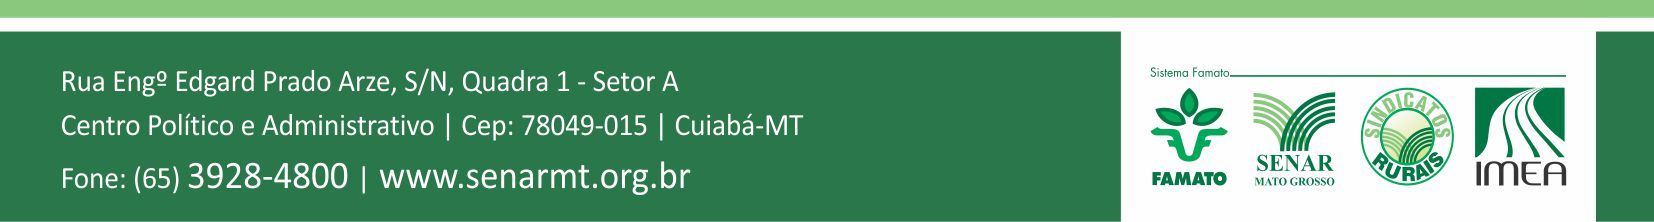 Rua Engº Edgard Prado Arze, S/N, Quadra 1 - Setor A
Centro Político e Administrativo | Cep: 78049-015 | Cuiabá-MT
Fone: (65) 3928-4800 | www.senarmt.org.br
Sistema Famato
FAMATO
SENAR
MATO GROSSO
SINDICATOS
RURAIS
IMEA